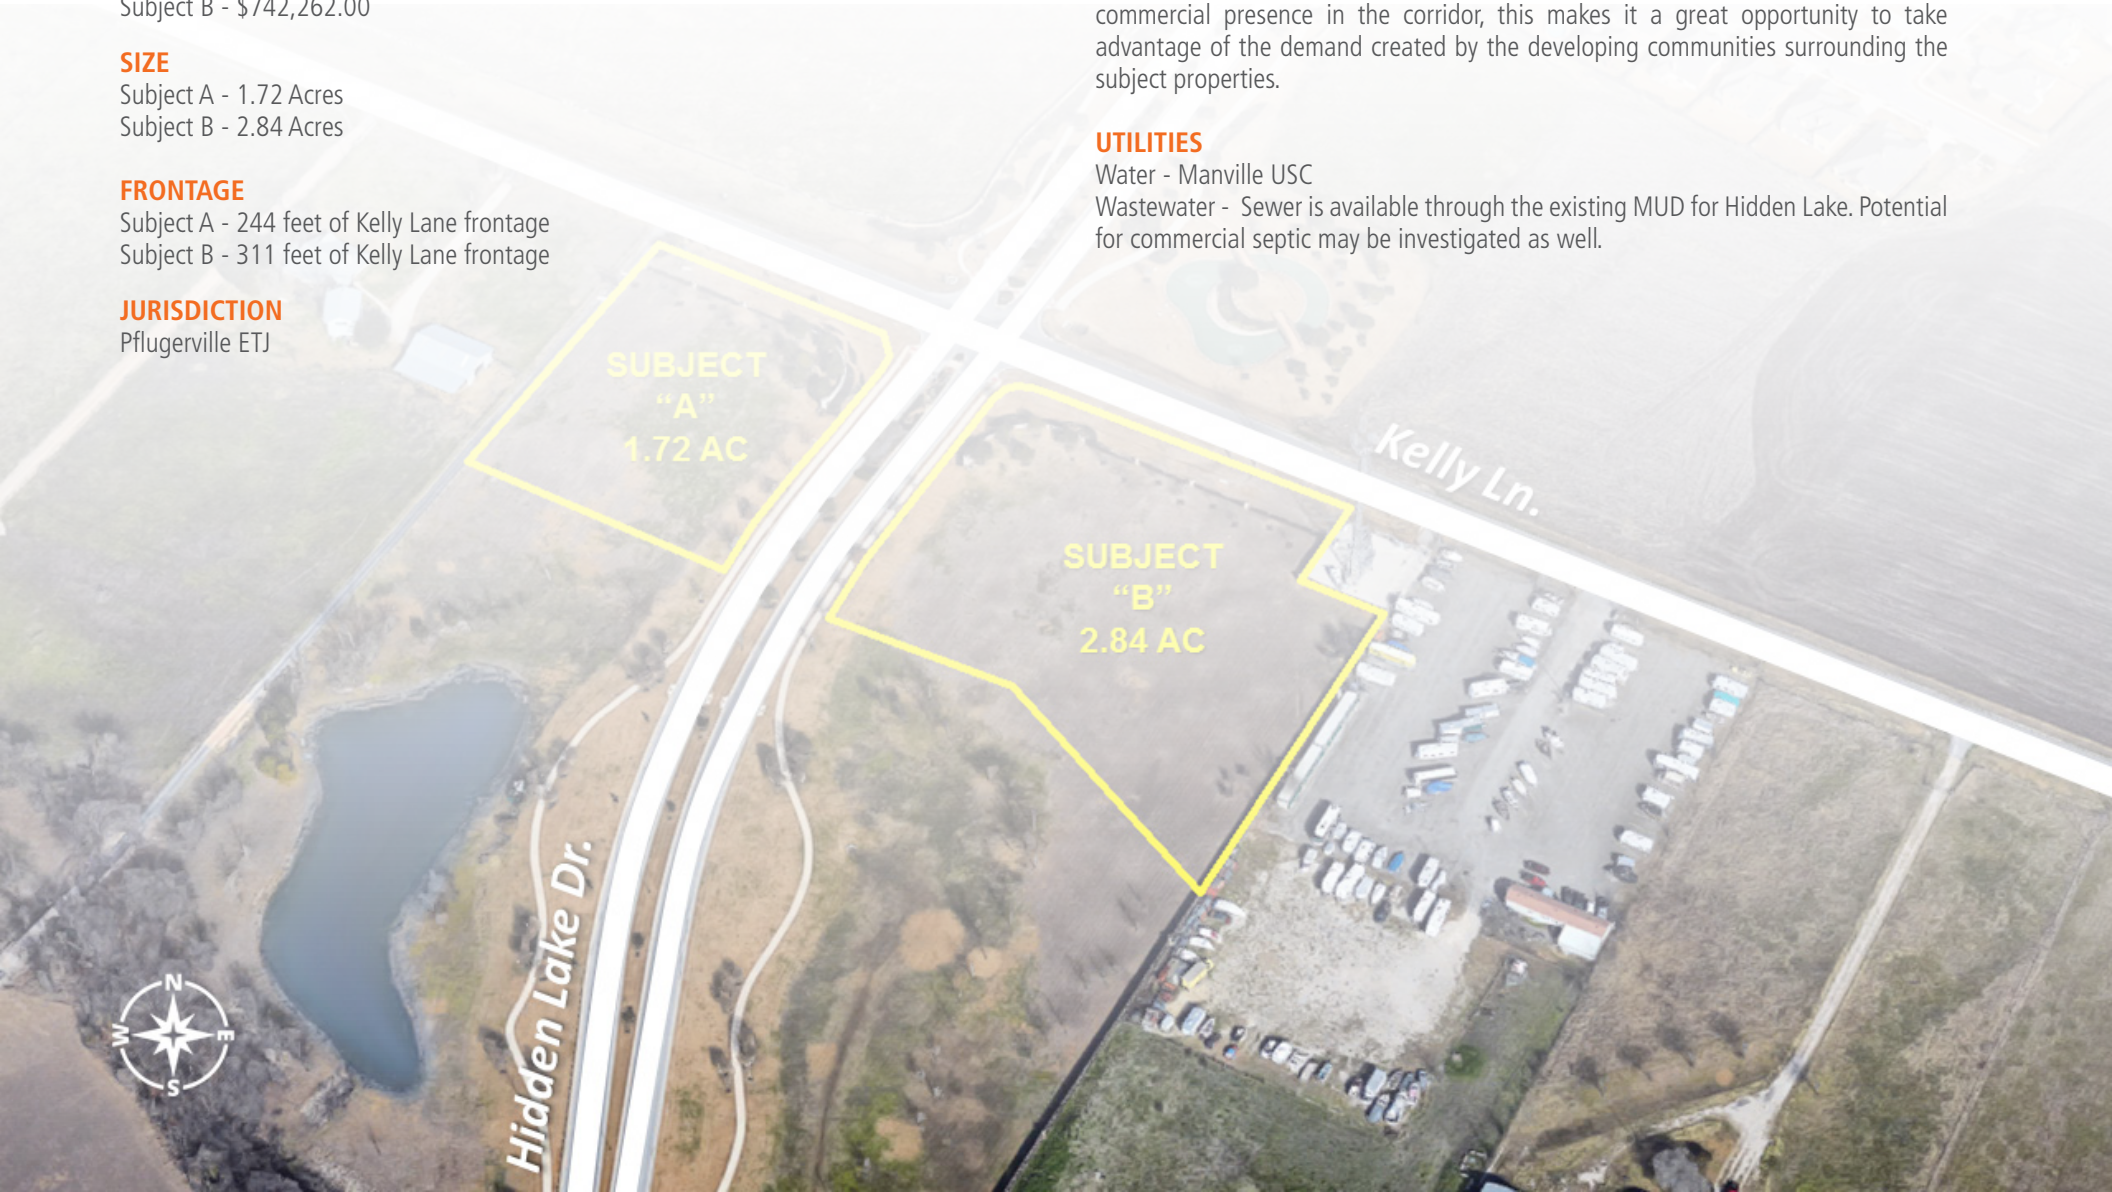 Subject B - $742,262.00
SIZE
Subject A - 1.72 Acres
Subject B - 2.84 Acres
FRONTAGE
Subject A - 244 feet of Kelly Lane frontage
Subject B - 311 feet of Kelly Lane frontage
JURISDICTION
Pflugerville ETJ
commercial presence in the corridor, this makes it a great opportunity to take
advantage of the demand created by the developing communities surrounding the
subject properties.
UTILITIES
Water - Manville USC
Wastewater - Sewer is available through the existing MUD for Hidden Lake. Potential
for commercial septic may be investigated as well.
SUBJECT
“A”
1.72 AC
SUBJECT
“B”
2.84 AC
Kelly Ln.
Hidden Lake Dr.
N
W
E
S